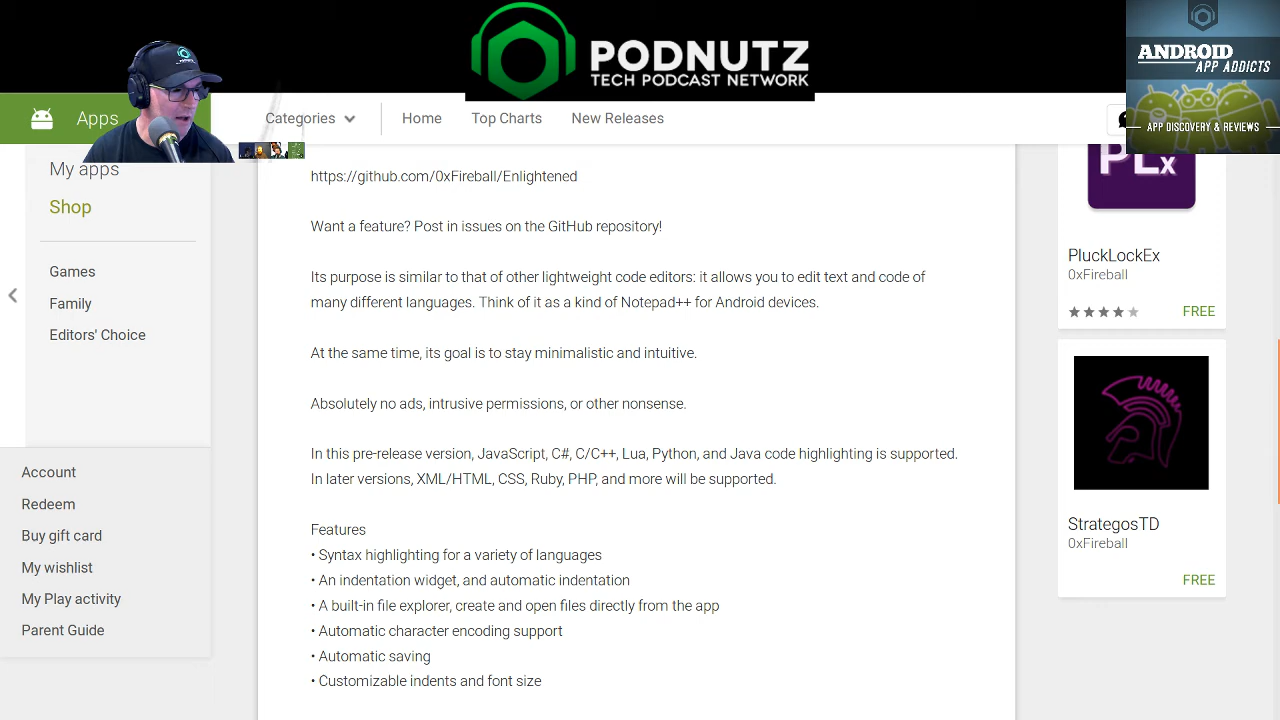 PODNUTZ
TECH PODCAST NETWORK
ANDROID
APP ADDICTS
APP DISCOVERY & REVIEWS
Apps
Categories
Home
Top Charts
New Releases
My apps
Shop
Games
Family
Editors' Choice
Account
Redeem
Buy gift card
My wishlist
My Play activity
Parent Guide
https://github.com/0xFireball/Enlightened
Want a feature? Post in issues on the GitHub repository!
Its purpose is similar to that of other lightweight code editors: it allows you to edit text and code of
many different languages. Think of it as a kind of Notepad++ for Android devices.
At the same time, its goal is to stay minimalistic and intuitive.
Absolutely no ads, intrusive permissions, or other nonsense.
In this pre-release version, JavaScript, C#, C/C++, Lua, Python, and Java code highlighting is supported.
In later versions, XML/HTML, CSS, Ruby, PHP, and more will be supported.
Features
• Syntax highlighting for a variety of languages
• An indentation widget, and automatic indentation
• A built-in file explorer, create and open files directly from the app
• Automatic character encoding support
• Automatic saving
• Customizable indents and font size
PLx
PluckLockEx
0xFireball
FREE
StrategosTD
0xFireball
FREE